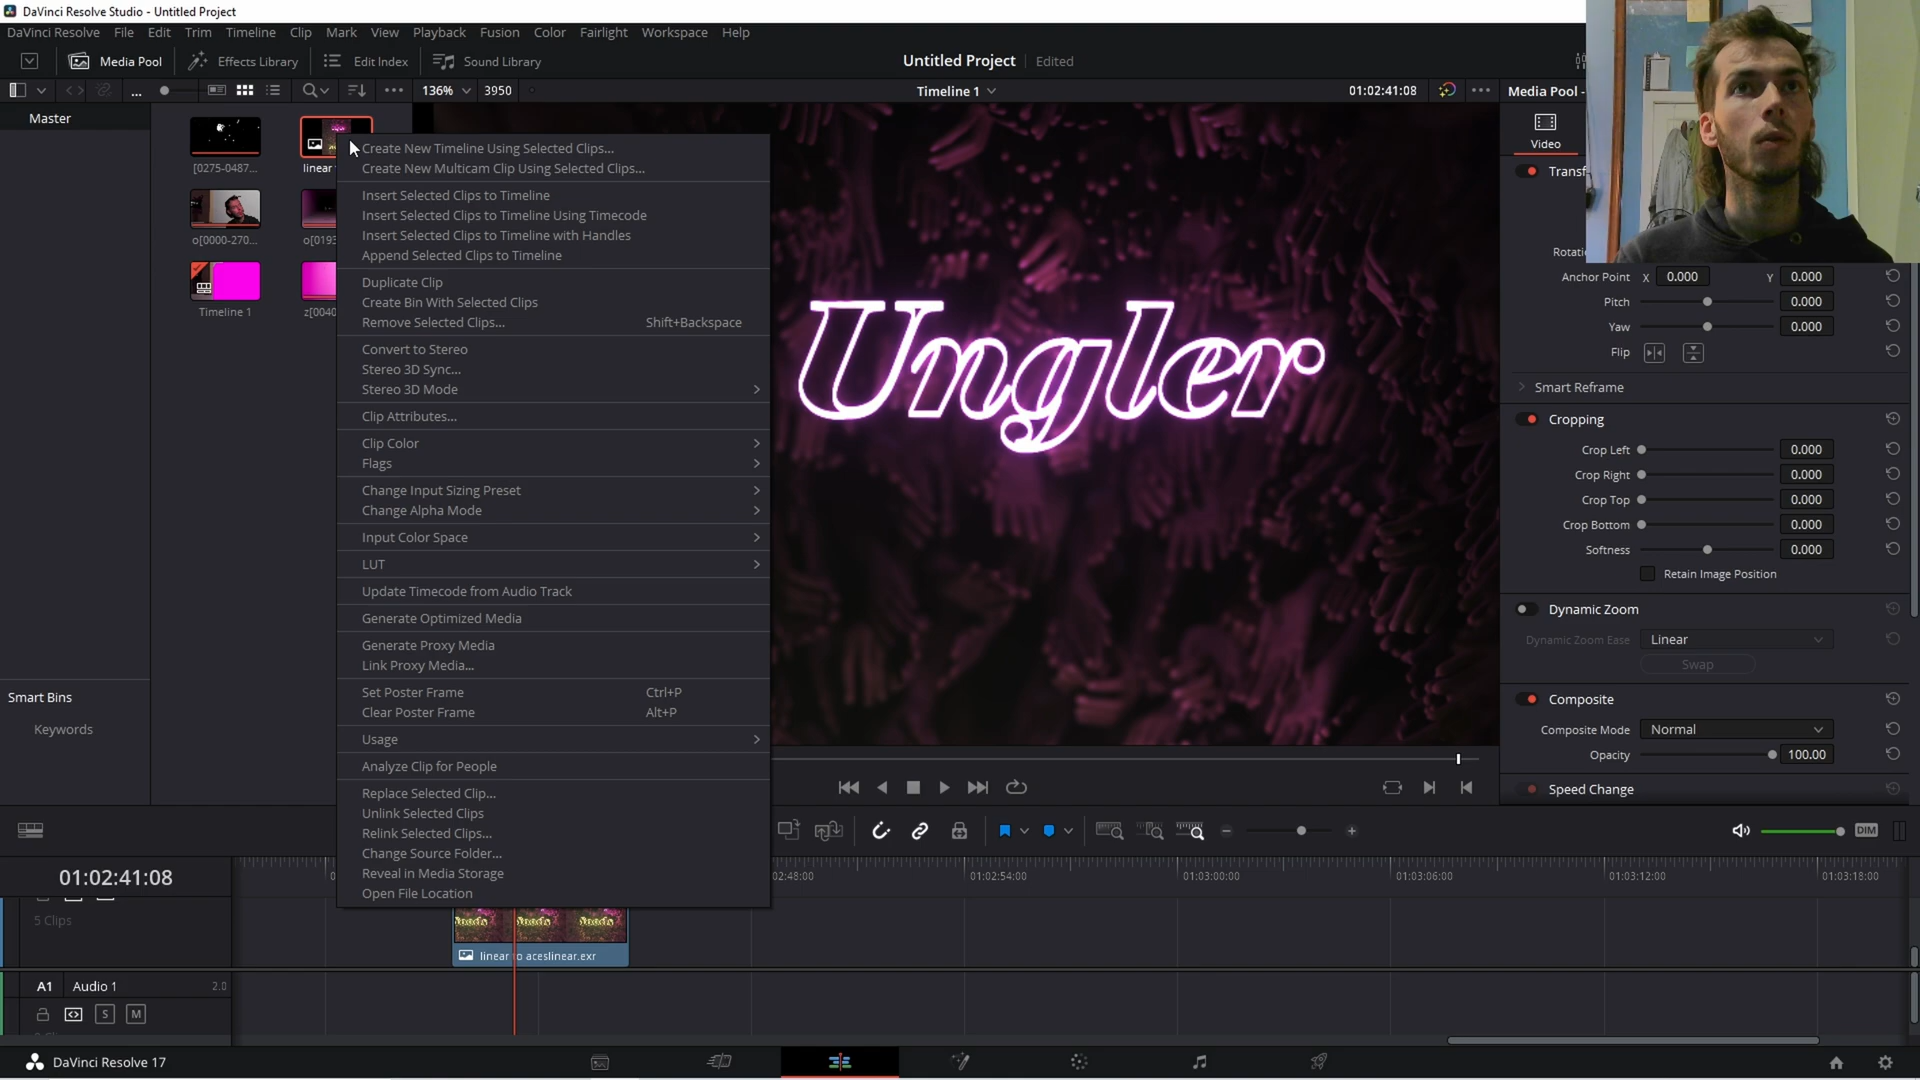 DaVinci Resolve Studio - Untitled Project
DaVinci Resolve File Edit Trim Timeline Clip Mark View Playback Fusion Color Fairlight Workspace Help
Media Pool Effects Library Edit Index Sound Library Untitled Project Edited
... 136% 3950 Timeline 1 01:02:41:08 Media Pool -
Master
Video
[0275-0487...
linear
o[0000-270...
o[0193
Timeline 1
z[0040
Create New Timeline Using Selected Clips...
Create New Multicam Clip Using Selected Clips...
Insert Selected Clips to Timeline
Insert Selected Clips to Timeline Using Timecode
Insert Selected Clips to Timeline with Handles
Append Selected Clips to Timeline
Duplicate Clip
Create Bin With Selected Clips
Remove Selected Clips... Shift+Backspace
Convert to Stereo
Stereo 3D Sync...
Stereo 3D Mode
Clip Attributes...
Clip Color
Flags
Change Input Sizing Preset
Change Alpha Mode
Input Color Space
LUT
Update Timecode from Audio Track
Generate Optimized Media
Generate Proxy Media
Link Proxy Media...
Set Poster Frame Ctrl+P
Clear Poster Frame Alt+P
Usage
Analyze Clip for People
Replace Selected Clip...
Unlink Selected Clips
Relink Selected Clips...
Change Source Folder...
Reveal in Media Storage
Open File Location
Ungler
Transf
Rotati
Anchor Point X 0.000 Y 0.000
Pitch 0.000
Yaw 0.000
Flip
Smart Reframe
Cropping
Crop Left 0.000
Crop Right 0.000
Crop Top 0.000
Crop Bottom 0.000
Softness 0.000
Retain Image Position
Dynamic Zoom
Dynamic Zoom Ease Linear
Swap
Composite
Composite Mode Normal
Opacity 100.00
Speed Change
Smart Bins
Keywords
DIM
01:02:41:08
02:48:00 01:02:54:00 01:03:00:00 01:03:06:00 01:03:12:00 01:03:18:00
5 Clips
linear to aceslinear.exr
A1 Audio 1 2.0
S M
DaVinci Resolve 17